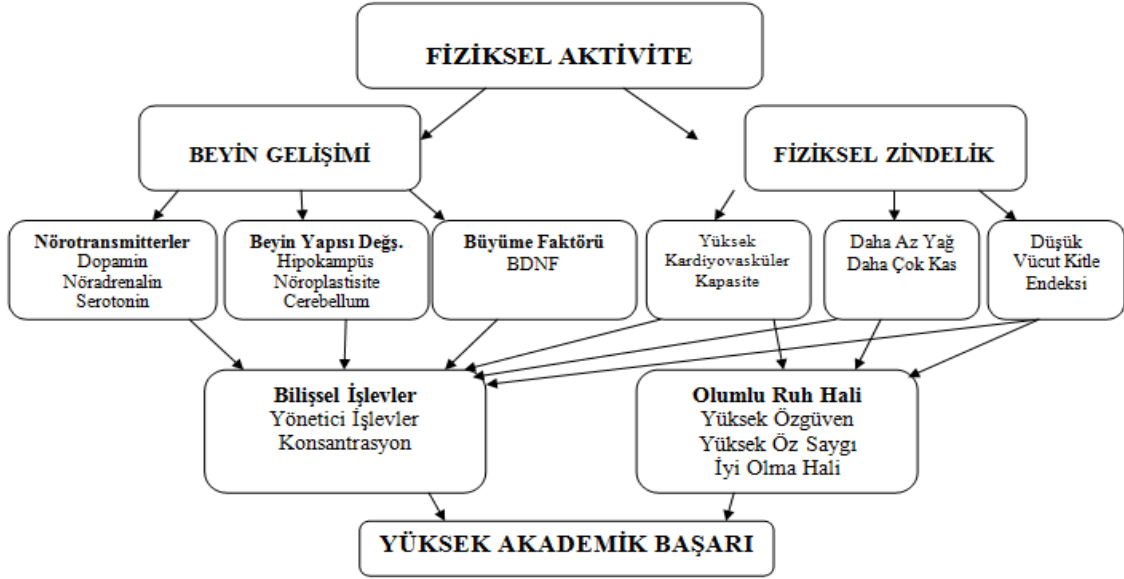 FİZİKSEL AKTİVİTE
BEYİN GELİŞİMİ
FİZİKSEL ZİNDELİK
Nörotransmitterler
Dopamin
Nöradrenalin
Serotonin
Beyin Yapısı Değş.
Hipokampüs
Nöroplastisite
Cerebellum
Büyüme Faktörü
BDNF
Yüksek
Kardiyovasküler
Kapasite
Daha Az Yağ
Daha Çok Kas
Düşük
Vücut Kitle
Endeksi
Bilişsel İşlevler
Yönetici İşlevler
Konsantrasyon
Olumlu Ruh Hali
Yüksek Özgüven
Yüksek Öz Saygı
İyi Olma Hali
YÜKSEK AKADEMİK BAŞARI